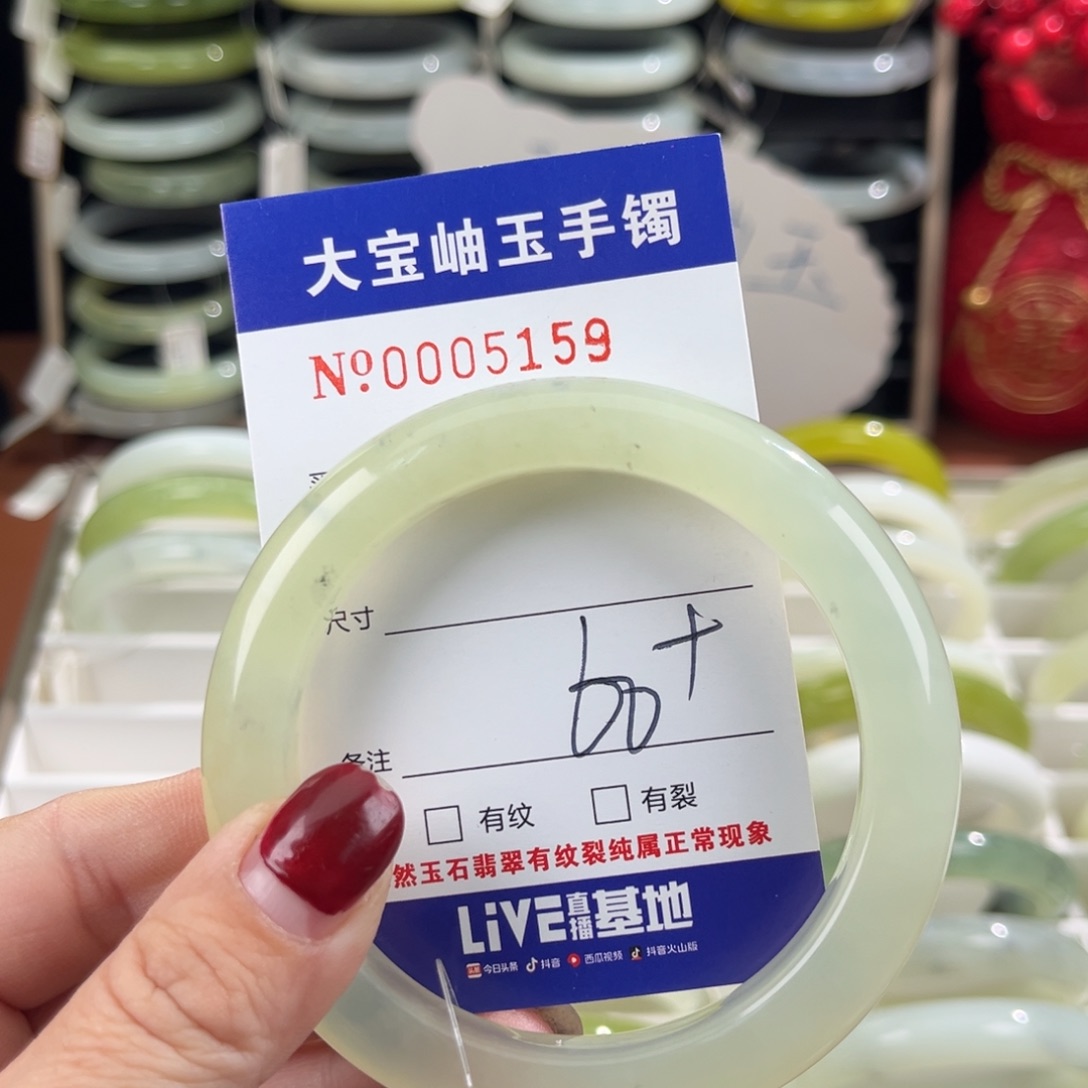 大宝岫玉手镯
№0005159
尺寸
60+
备注
有纹 有裂
然玉石翡翠有纹裂纯属正常现象
LiVE直播基地
今日头条 抖音 西瓜视频 抖音火山版